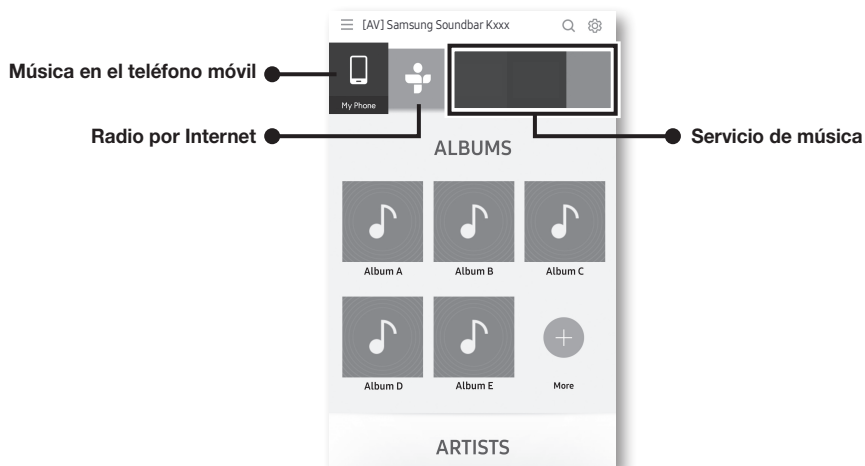 [AV] Samsung Soundbar Kxxx
Música en el teléfono móvil
My Phone
Radio por Internet
Servicio de música
ALBUMS
Album A
Album B
Album C
Album D
Album E
More
ARTISTS